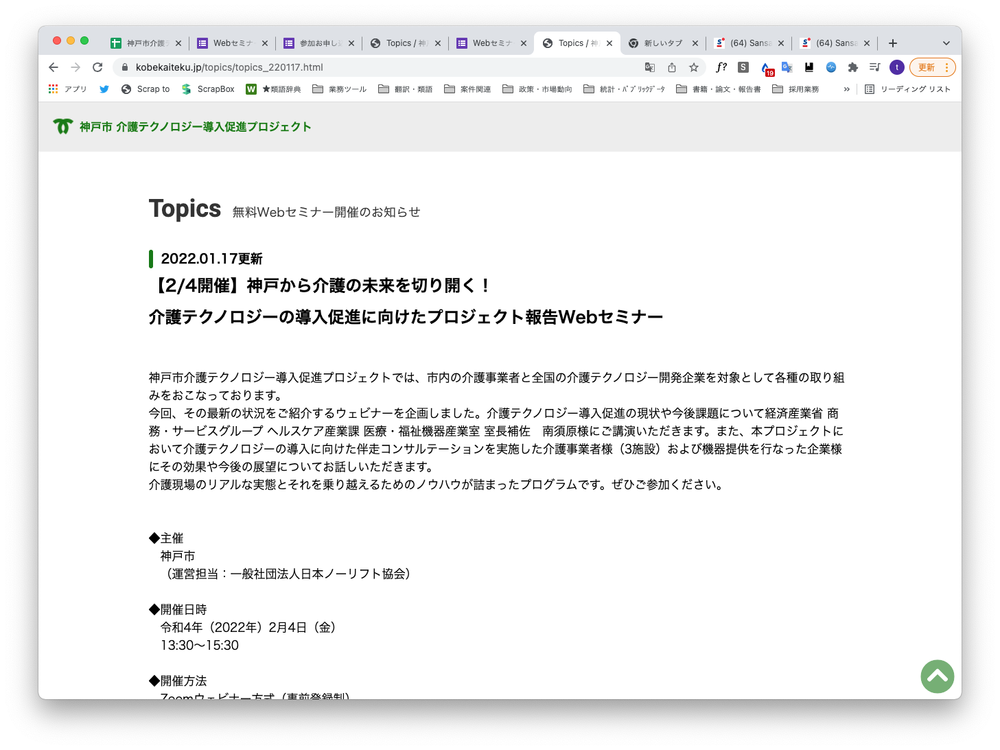 神戸市介護テ
Webセミナ
参加お申し込
Topics / 神
Webセミナ
Topics / 神
新しいタブ
(64) Sansa
(64) Sansa
kobekaiteku.jp/topics/topics_220117.html
f?
S
19
t
更新
アプリ
Scrap to
ScrapBox
W
★類語辞典
業務ツール
翻訳・類語
案件関連
政策・市場動向
統計・ﾊﾟﾌﾞﾘｯｸﾃﾞｰﾀ
書籍・論文・報告書
採用業務
»
リーディング リスト
神戸市 介護テクノロジー導入促進プロジェクト
Topics 無料Webセミナー開催のお知らせ
2022.01.17更新
【2/4開催】神戸から介護の未来を切り開く！
介護テクノロジーの導入促進に向けたプロジェクト報告Webセミナー
神戸市介護テクノロジー導入促進プロジェクトでは、市内の介護事業者と全国の介護テクノロジー開発企業を対象として各種の取り組
みをおこなっております。
今回、その最新の状況をご紹介するウェビナーを企画しました。介護テクノロジー導入促進の現状や今後課題について経済産業省 商
務・サービスグループ ヘルスケア産業課 医療・福祉機器産業室 室長補佐　南須原様にご講演いただきます。また、本プロジェクトに
おいて介護テクノロジーの導入に向けた伴走コンサルテーションを実施した介護事業者様（3施設）および機器提供を行なった企業様
にその効果や今後の展望についてお話しいただきます。
介護現場のリアルな実態とそれを乗り越えるためのノウハウが詰まったプログラムです。ぜひご参加ください。
◆主催
神戸市
（運営担当：一般社団法人日本ノーリフト協会）
◆開催日時
令和4年（2022年）2月4日（金）
13:30〜15:30
◆開催方法
Zoomウェビナー方式（事前登録制）